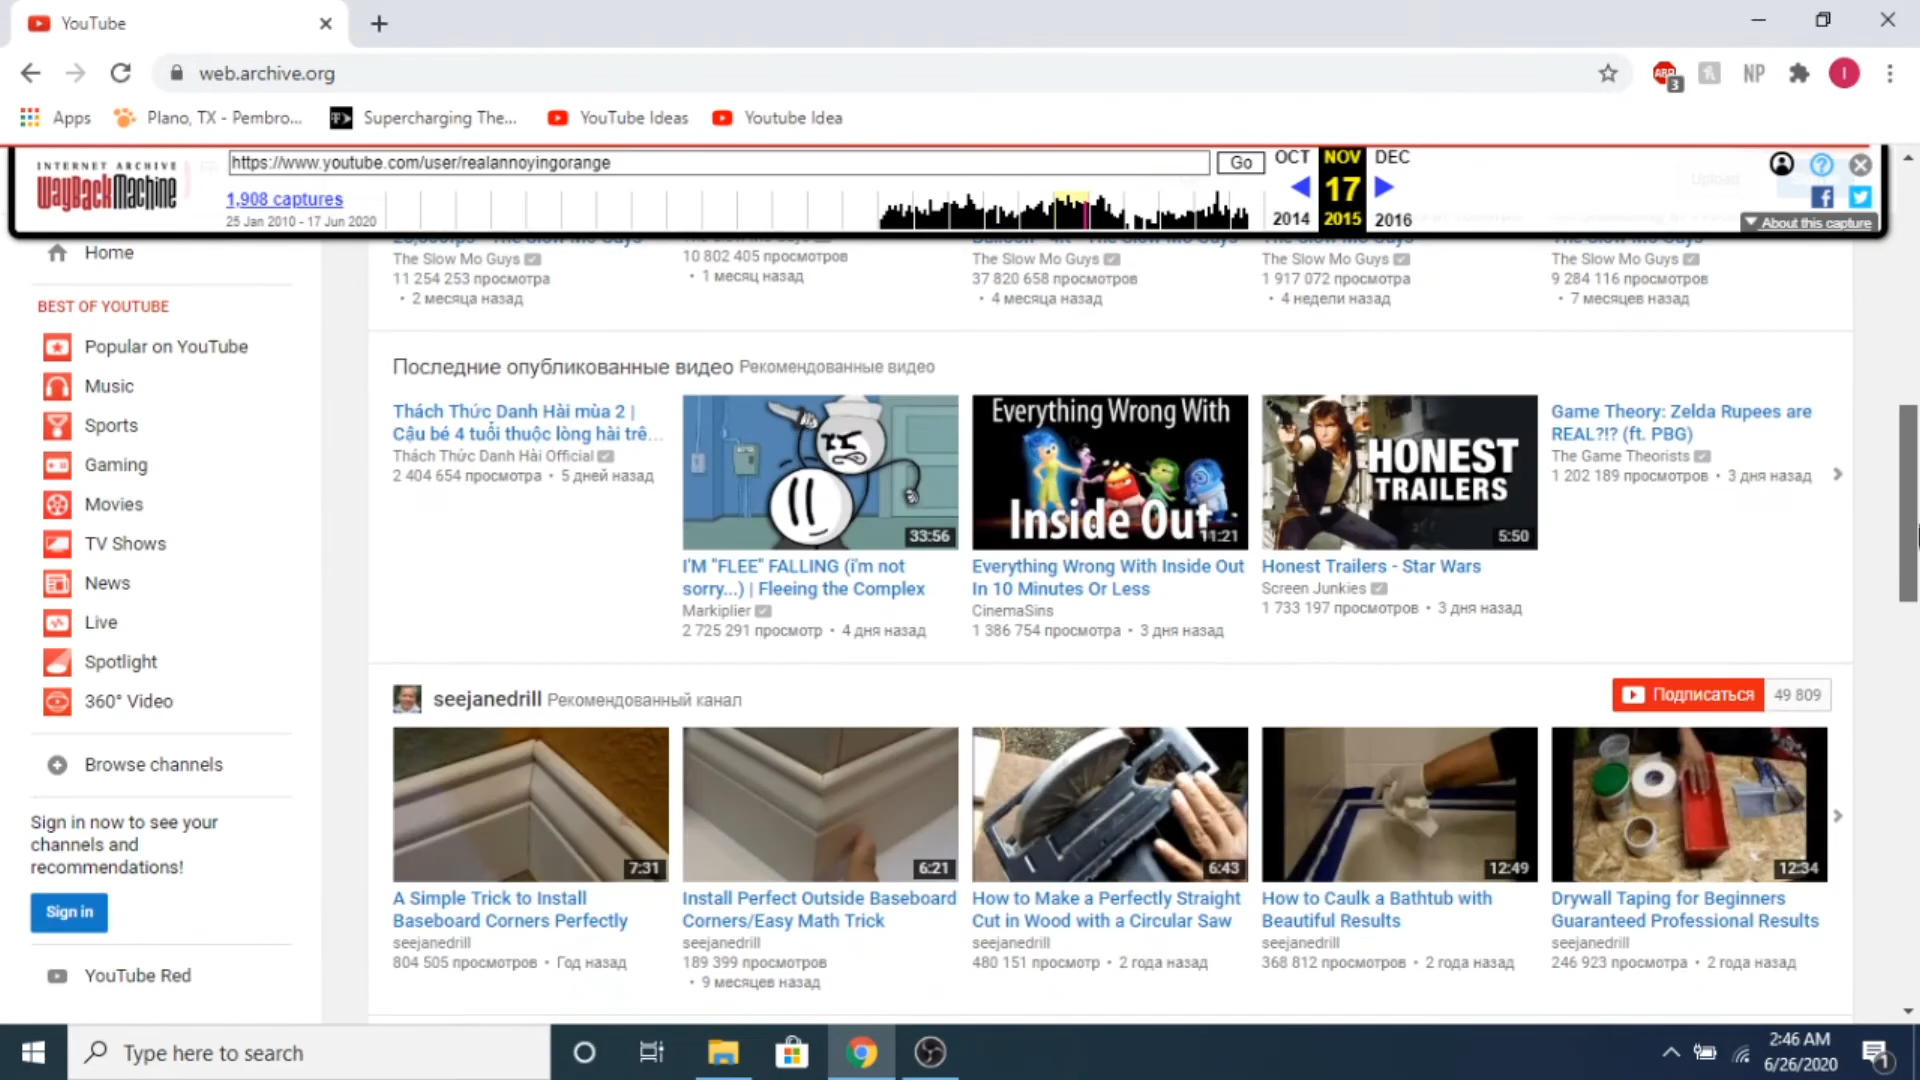 YouTube
web.archive.org
ABP
3
NP
I
Apps
Plano, TX - Pembro...
Supercharging The...
YouTube Ideas
Youtube Idea
INTERNET ARCHIVE
WayBackMachine
https://www.youtube.com/user/realannoyingorange
Go
OCT
NOV
DEC
17
1,908 captures
25 Jan 2010 - 17 Jun 2020
2014
2015
2016
Upload
About this capture
Home
The Slow Mo Guys
11 254 253 просмотра
• 2 месяца назад
10 802 405 просмотров
• 1 месяц назад
The Slow Mo Guys
37 820 658 просмотров
• 4 месяца назад
The Slow Mo Guys
1 917 072 просмотра
• 4 недели назад
The Slow Mo Guys
9 284 116 просмотров
• 7 месяцев назад
BEST OF YOUTUBE
Popular on YouTube
Music
Sports
Gaming
Movies
TV Shows
News
Live
Spotlight
360° Video
Browse channels
Sign in now to see your
channels and
recommendations!
Sign in
YouTube Red
Последние опубликованные видео Рекомендованные видео
Thách Thức Danh Hài mùa 2 |
Cậu bé 4 tuổi thuộc lòng hài trê...
Thách Thức Danh Hài Official
2 404 654 просмотра • 5 дней назад
33:56
I'M "FLEE" FALLING (i'm not
sorry...) | Fleeing the Complex
Markiplier
2 725 291 просмотр • 4 дня назад
Everything Wrong With
Inside Out
11:21
Everything Wrong With Inside Out
In 10 Minutes Or Less
CinemaSins
1 386 754 просмотра • 3 дня назад
HONEST
TRAILERS
5:50
Honest Trailers - Star Wars
Screen Junkies
1 733 197 просмотров • 3 дня назад
Game Theory: Zelda Rupees are
REAL?!? (ft. PBG)
The Game Theorists
1 202 189 просмотров • 3 дня назад
seejanedrill Рекомендованный канал
Подписаться
49 809
7:31
A Simple Trick to Install
Baseboard Corners Perfectly
seejanedrill
804 505 просмотров • Год назад
6:21
Install Perfect Outside Baseboard
Corners/Easy Math Trick
seejanedrill
189 399 просмотров
• 9 месяцев назад
6:43
How to Make a Perfectly Straight
Cut in Wood with a Circular Saw
seejanedrill
480 151 просмотр • 2 года назад
12:49
How to Caulk a Bathtub with
Beautiful Results
seejanedrill
368 812 просмотров • 2 года назад
12:34
Drywall Taping for Beginners
Guaranteed Professional Results
seejanedrill
246 923 просмотра • 2 года назад
Type here to search
2:46 AM
6/26/2020
1